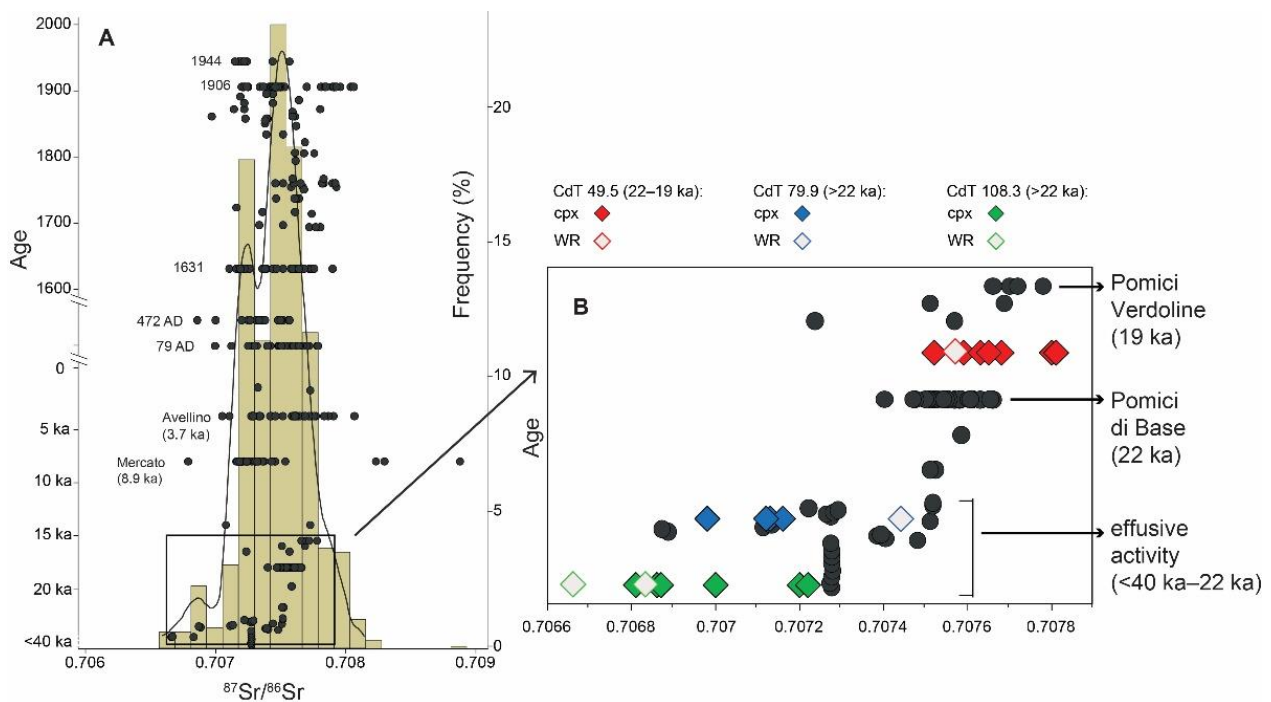 A
2000
1900
1800
1700
1600
0
5 ka
10 ka
15 ka
20 ka
<40 ka
Age
1944
1906
1631
472 AD
79 AD
Avellino
(3.7 ka)
Mercato
(8.9 ka)
20
15
10
5
0
Frequency (%)
0.706
0.707
0.708
0.709
87Sr/86Sr
CdT 49.5 (22–19 ka):
cpx
WR
CdT 79.9 (>22 ka):
cpx
WR
CdT 108.3 (>22 ka):
cpx
WR
B
Age
Pomici
Verdoline
(19 ka)
Pomici
di Base
(22 ka)
effusive
activity
(<40 ka–22 ka)
0.7066
0.7068
0.707
0.7072
0.7074
0.7076
0.7078